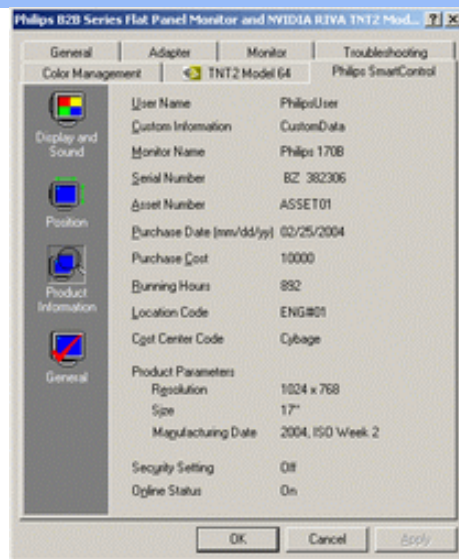 Philips B2B Series Flat Panel Monitor and NVIDIA RIVA TNT2 Mod... ? X
General Adapter Monitor Troubleshooting
Color Management TNT2 Model 64 Philips SmartControl
Display and Sound
Position
Product Information
General
User Name PhilipsUser
Custom Information CustomData
Monitor Name Philips 170B
Serial Number BZ 382306
Asset Number ASSET01
Purchase Date (mm/dd/yy) 02/25/2004
Purchase Cost 10000
Running Hours 892
Location Code ENG#01
Cost Center Code Cybage
Product Parameters
Resolution 1024 x 768
Size 17"
Manufacturing Date 2004, ISO Week 2
Security Setting Off
Online Status On
OK Cancel Apply